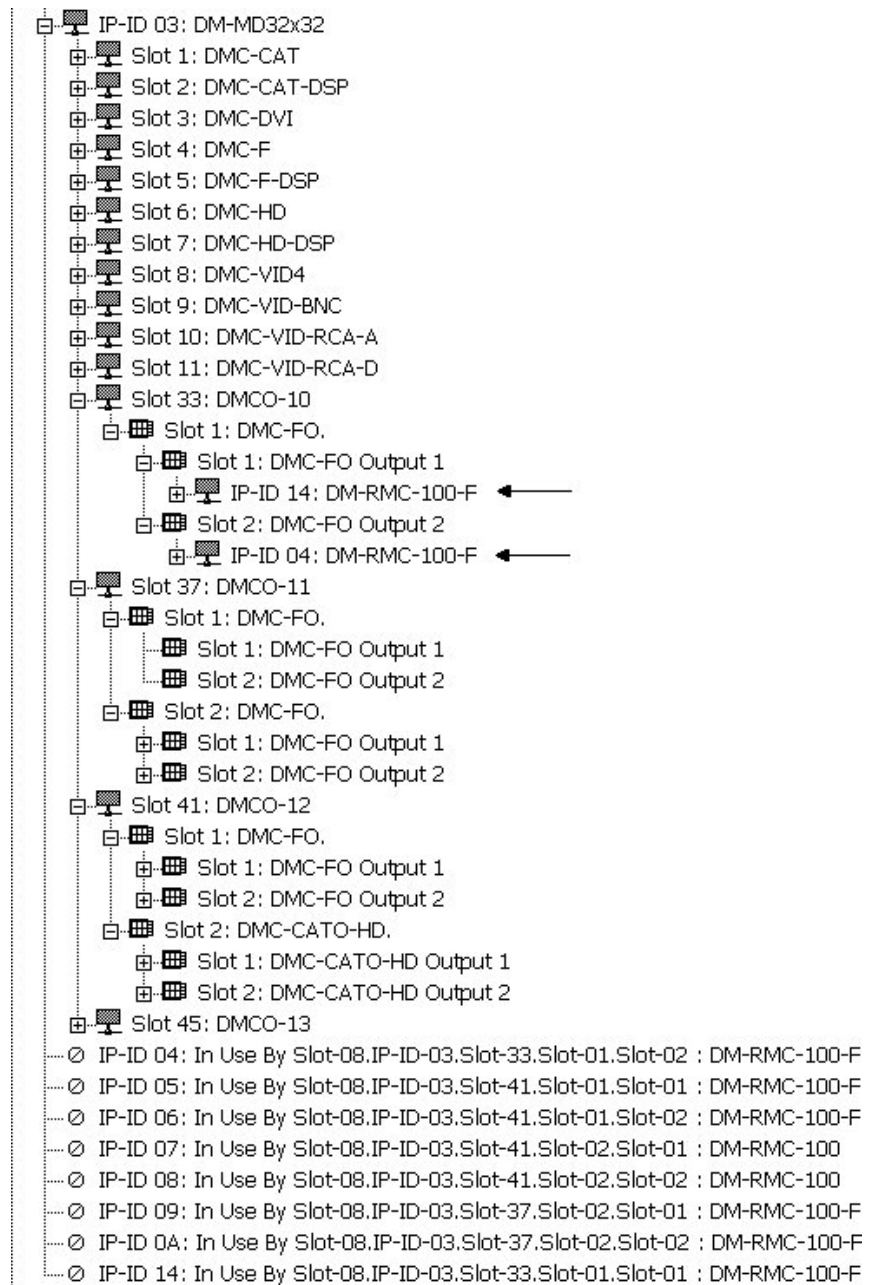 IP-ID 03: DM-MD32x32
Slot 1: DMC-CAT
Slot 2: DMC-CAT-DSP
Slot 3: DMC-DVI
Slot 4: DMC-F
Slot 5: DMC-F-DSP
Slot 6: DMC-HD
Slot 7: DMC-HD-DSP
Slot 8: DMC-VID4
Slot 9: DMC-VID-BNC
Slot 10: DMC-VID-RCA-A
Slot 11: DMC-VID-RCA-D
Slot 33: DMCO-10
Slot 1: DMC-FO.
Slot 1: DMC-FO Output 1
IP-ID 14: DM-RMC-100-F
Slot 2: DMC-FO Output 2
IP-ID 04: DM-RMC-100-F
Slot 37: DMCO-11
Slot 1: DMC-FO.
Slot 1: DMC-FO Output 1
Slot 2: DMC-FO Output 2
Slot 2: DMC-FO.
Slot 1: DMC-FO Output 1
Slot 2: DMC-FO Output 2
Slot 41: DMCO-12
Slot 1: DMC-FO.
Slot 1: DMC-FO Output 1
Slot 2: DMC-FO Output 2
Slot 2: DMC-CATO-HD.
Slot 1: DMC-CATO-HD Output 1
Slot 2: DMC-CATO-HD Output 2
Slot 45: DMCO-13
IP-ID 04: In Use By Slot-08.IP-ID-03.Slot-33.Slot-01.Slot-02 : DM-RMC-100-F
IP-ID 05: In Use By Slot-08.IP-ID-03.Slot-41.Slot-01.Slot-01 : DM-RMC-100-F
IP-ID 06: In Use By Slot-08.IP-ID-03.Slot-41.Slot-01.Slot-02 : DM-RMC-100-F
IP-ID 07: In Use By Slot-08.IP-ID-03.Slot-41.Slot-02.Slot-01 : DM-RMC-100
IP-ID 08: In Use By Slot-08.IP-ID-03.Slot-41.Slot-02.Slot-02 : DM-RMC-100
IP-ID 09: In Use By Slot-08.IP-ID-03.Slot-37.Slot-02.Slot-01 : DM-RMC-100-F
IP-ID 0A: In Use By Slot-08.IP-ID-03.Slot-37.Slot-02.Slot-02 : DM-RMC-100-F
IP-ID 14: In Use By Slot-08.IP-ID-03.Slot-33.Slot-01.Slot-01 : DM-RMC-100-F